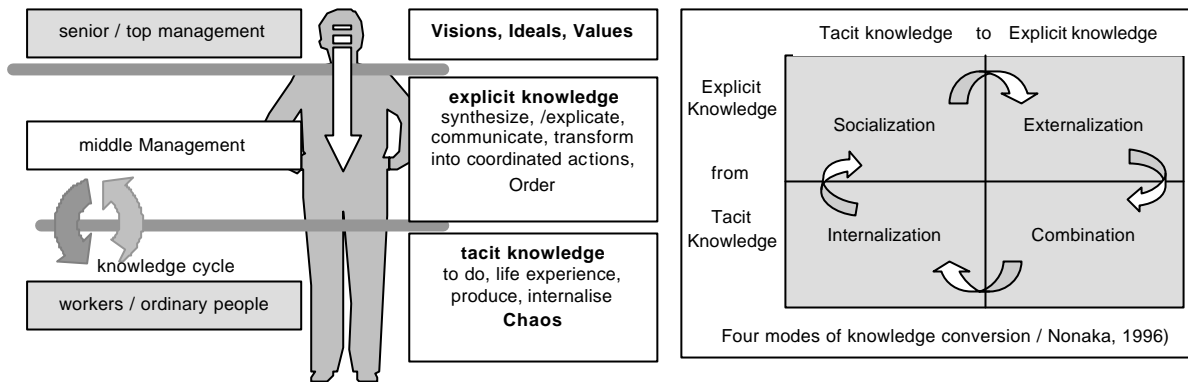 senior / top management
middle Management
knowledge cycle
workers / ordinary people
Visions, Ideals, Values
explicit knowledge
synthesize, /explicate,
communicate, transform
into coordinated actions,
Order
tacit knowledge
to do, life experience,
produce, internalise
Chaos
Tacit knowledge to Explicit knowledge
Explicit
Knowledge
Socialization Externalization
from
Tacit
Knowledge
Internalization Combination
Four modes of knowledge conversion / Nonaka, 1996)